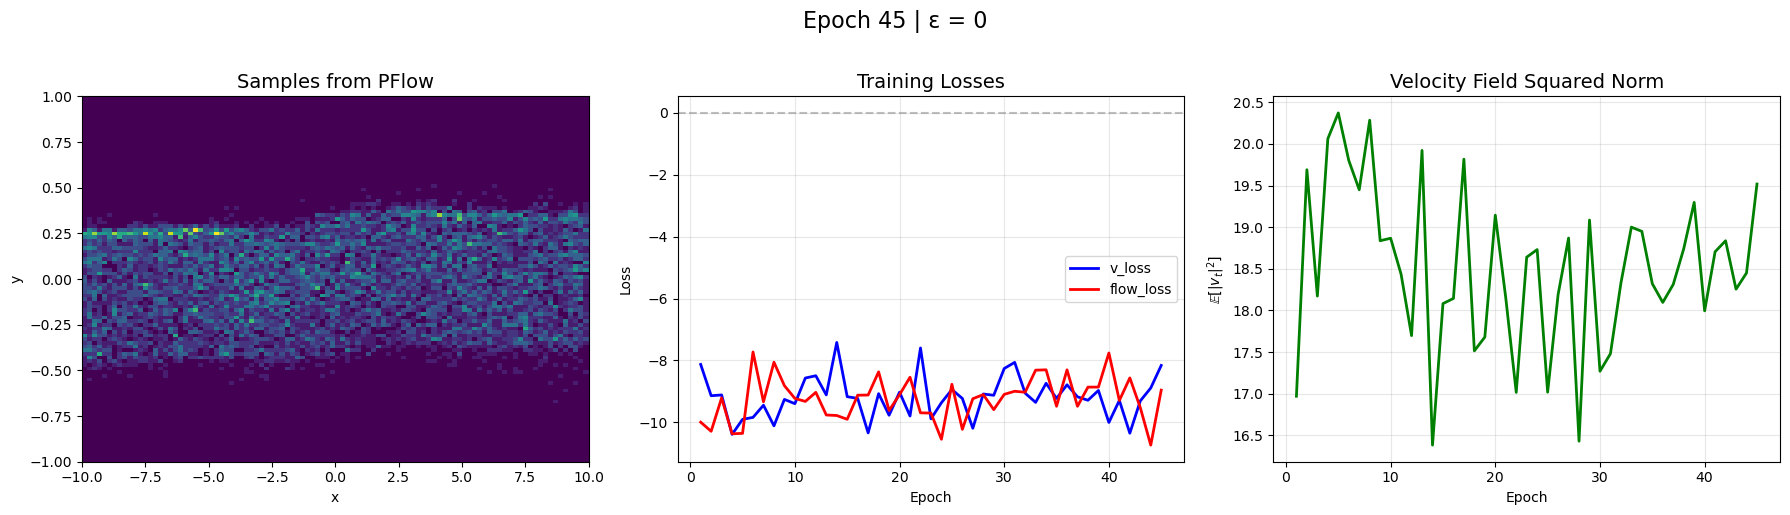 Epoch 45 | ε = 0
Samples from PFlow
1.00
0.75
0.50
0.25
0.00
−0.25
−0.50
−0.75
−1.00
y
−10.0 −7.5 −5.0 −2.5 0.0 2.5 5.0 7.5 10.0
x
Training Losses
0
−2
−4
−6
−8
−10
Loss
v_loss
flow_loss
0 10 20 30 40
Epoch
Velocity Field Squared Norm
20.5
20.0
19.5
19.0
18.5
18.0
17.5
17.0
16.5
𝔼[|v_t|²]
0 10 20 30 40
Epoch